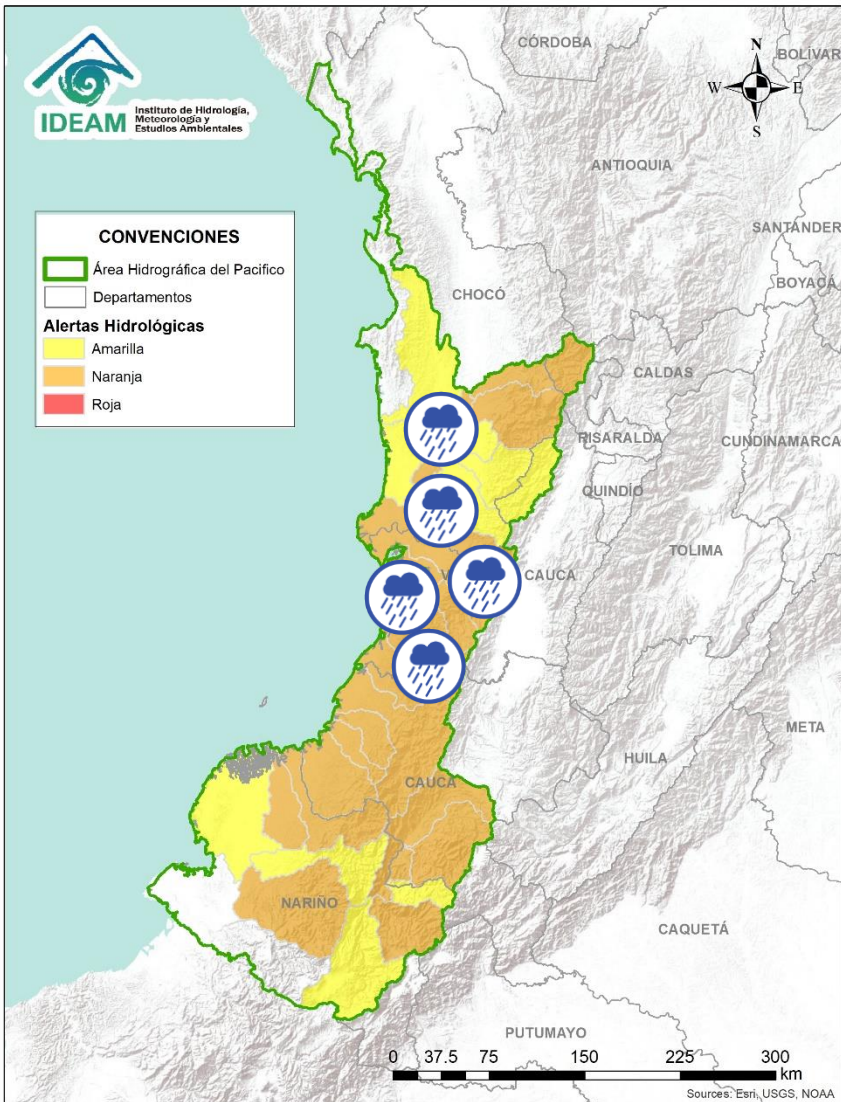 IDEAM
Instituto de Hidrología,
Meteorología y
Estudios Ambientales
CÓRDOBA
BOLÍVAR
N
W
E
S
ANTIOQUIA
SANTANDER
BOYACÁ
CONVENCIONES
Área Hidrográfica del Pacifico
Departamentos
Alertas Hidrológicas
Amarilla
Naranja
Roja
CHOCÓ
CALDAS
RISARALDA
CUNDINAMARCA
QUINDÍO
TOLIMA
V
CAUCA
META
HUILA
CAUCA
NARIÑO
CAQUETÁ
PUTUMAYO
0 37.5 75 150 225 300
km
Sources: Esri, USGS, NOAA